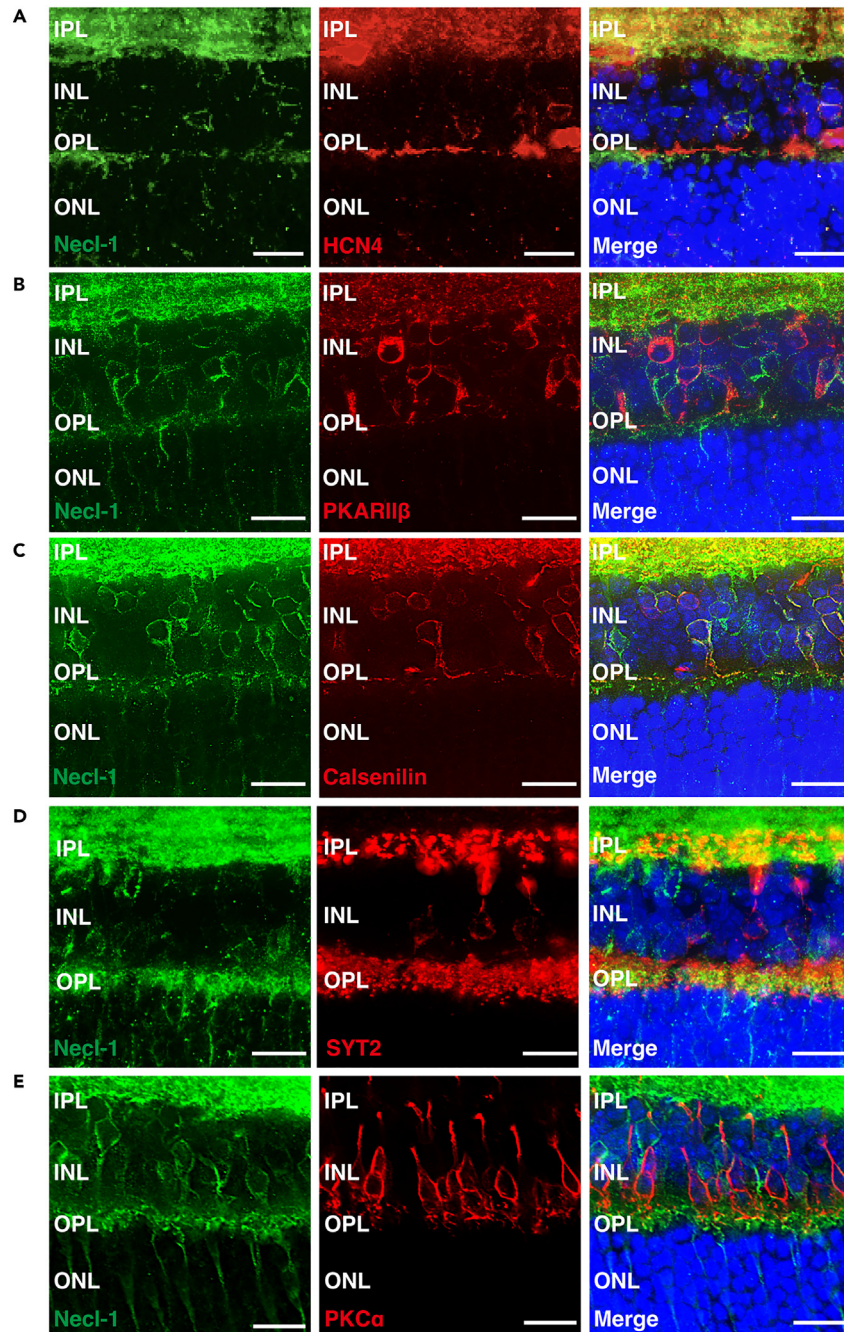 A
IPL IPL IPL
INL INL INL
OPL OPL OPL
ONL ONL ONL
Necl-1 HCN4 Merge
B
IPL IPL IPL
INL INL INL
OPL OPL OPL
ONL ONL ONL
Necl-1 PKARIIβ Merge
C
IPL IPL IPL
INL INL INL
OPL OPL OPL
ONL ONL ONL
Necl-1 Calsenilin Merge
D
IPL IPL IPL
INL INL INL
OPL OPL OPL
Necl-1 SYT2 Merge
E
IPL IPL IPL
INL INL INL
OPL OPL OPL
ONL ONL ONL
Necl-1 PKCα Merge